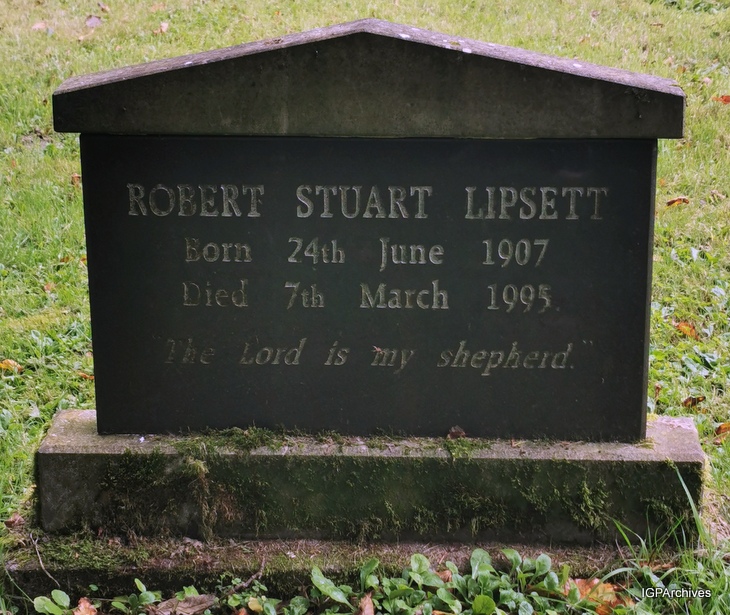 ROBERT STUART LIPSETT
Born 24th June 1907
Died 7th March 1995.
"The Lord is my shepherd."
IGPArchives